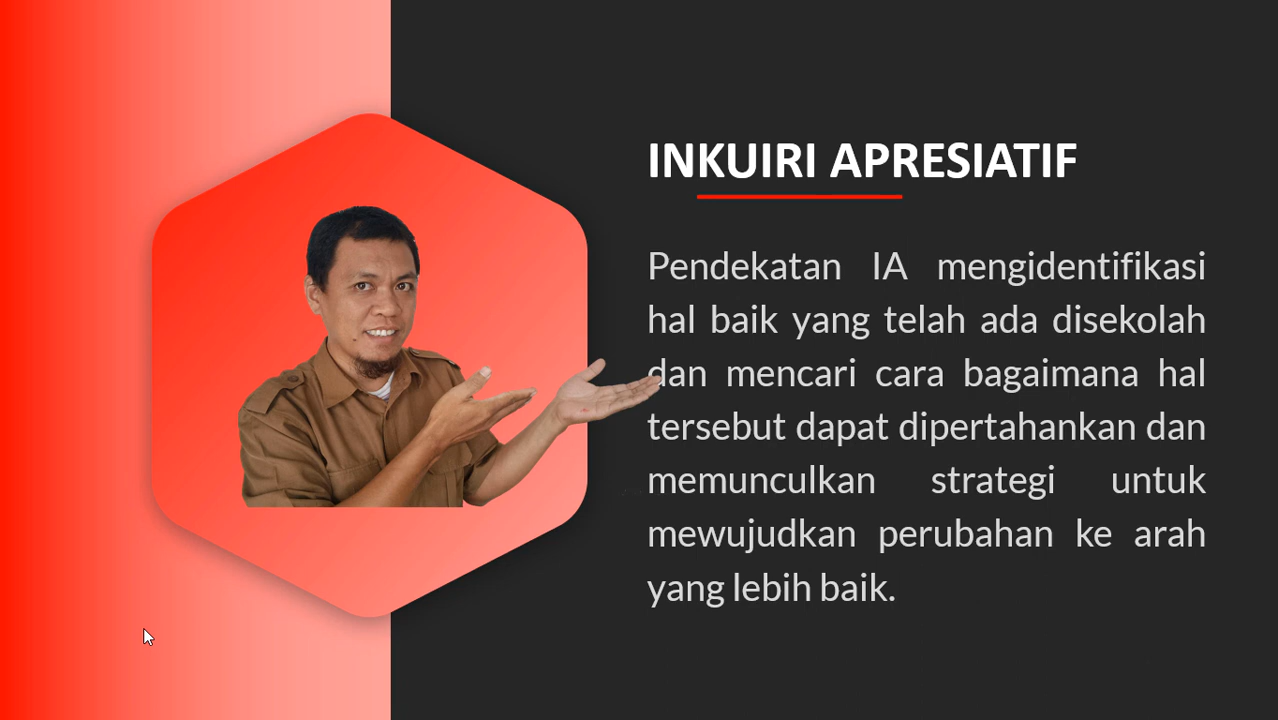 INKUIRI APRESIATIF
Pendekatan IA mengidentifikasi
hal baik yang telah ada disekolah
dan mencari cara bagaimana hal
tersebut dapat dipertahankan dan
memunculkan strategi untuk
mewujudkan perubahan ke arah
yang lebih baik.